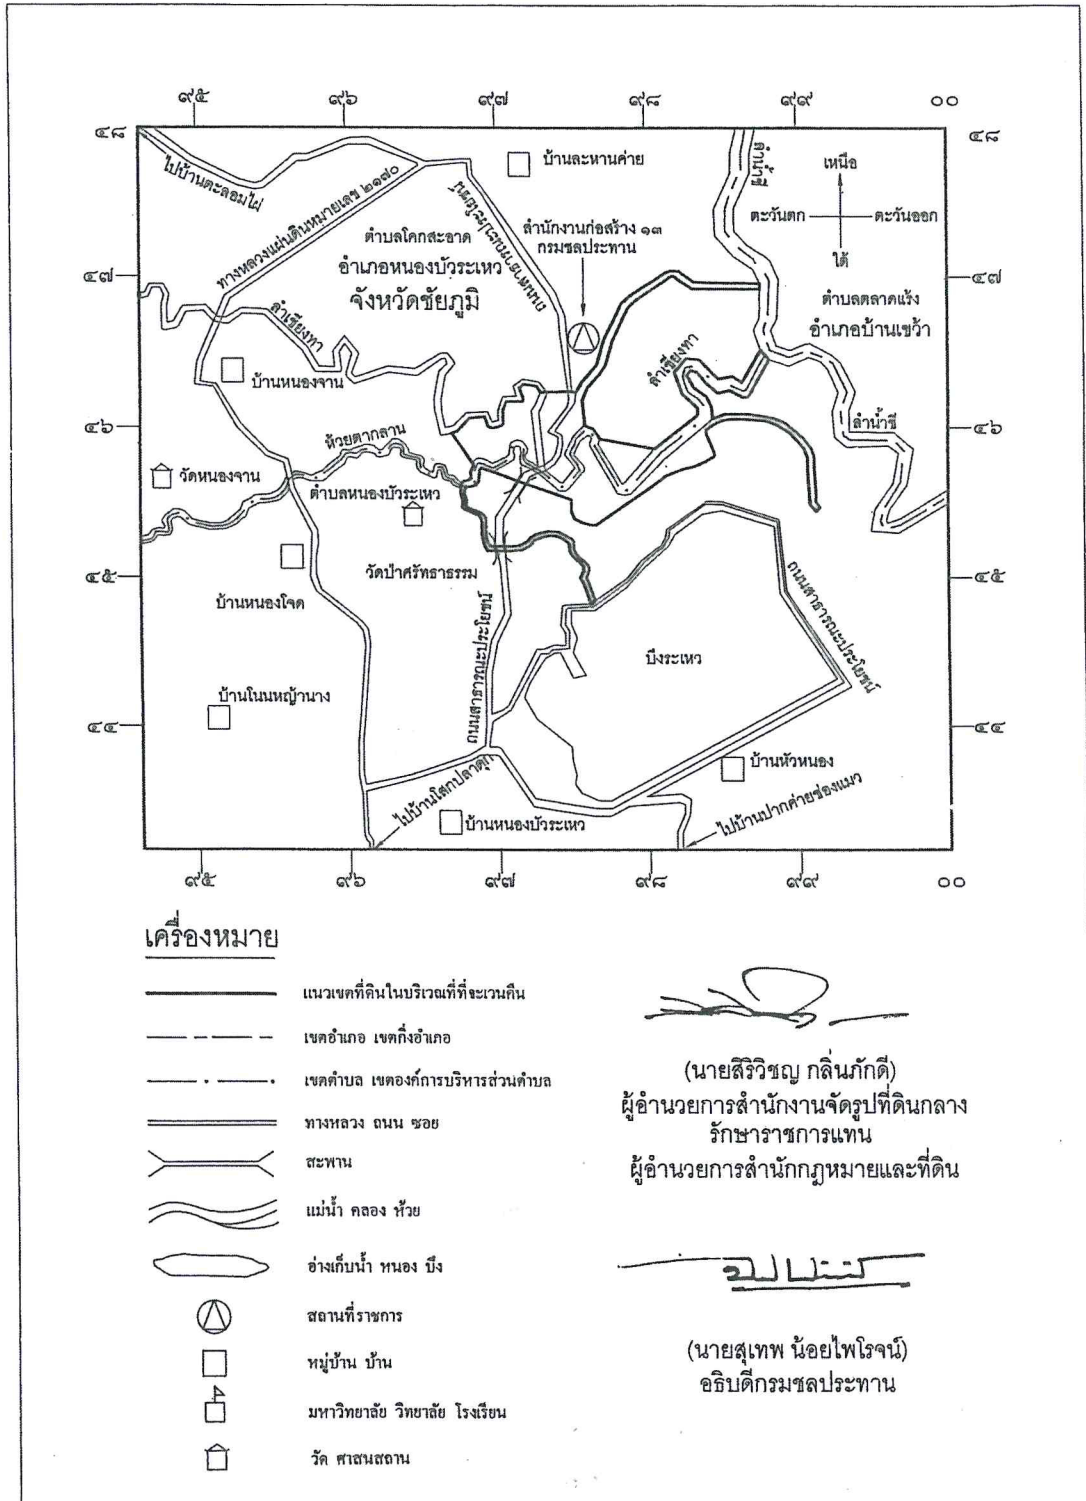 ๙๕ ๙๖ ๙๗ ๙๘ ๙๙ ๐๐
๔๘ ๔๘
บ้านละหานค่าย
ลำน้ำชี
เหนือ
ไปบ้านตะลอมไผ่
ทางหลวงแผ่นดินหมายเลข ๒๑๗๐
ถนนสาธารณะประโยชน์
ตะวันตก ตะวันออก
ตำบลโคกสะอาด
อำเภอหนองบัวระเหว
จังหวัดชัยภูมิ
สำนักงานก่อสร้าง ๑๓
กรมชลประทาน
ใต้
๔๗ ๔๗
ตำบลตลาดแร้ง
อำเภอบ้านเขว้า
ลำเชียงทา
ลำเชียงทา
บ้านหนองจาน
๔๖ ๔๖
ลำน้ำชี
ห้วยตากลาน
วัดหนองจาน
ตำบลหนองบัวระเหว
๔๕ ๔๕
วัดป่าศรัทธาธรรม
บ้านหนองโจด
ถนนสาธารณะประโยชน์
ถนนสาธารณะประโยชน์
บึงระเหว
บ้านโนนหญ้านาง
๔๔ ๔๔
บ้านหัวหนอง
ไปบ้านโสกปลาดุก
บ้านหนองบัวระเหว
ไปบ้านปากค่ายช่องแมว
๙๕ ๙๖ ๙๗ ๙๘ ๙๙ ๐๐
เครื่องหมาย
แนวเขตที่ดินในบริเวณที่ที่จะเวนคืน
เขตอำเภอ เขตกิ่งอำเภอ
เขตตำบล เขตองค์การบริหารส่วนตำบล
ทางหลวง ถนน ซอย
สะพาน
แม่น้ำ คลอง ห้วย
อ่างเก็บน้ำ หนอง บึง
สถานที่ราชการ
หมู่บ้าน บ้าน
มหาวิทยาลัย วิทยาลัย โรงเรียน
วัด ศาสนสถาน
(นายสิริวิชญ กลิ่นภักดี)
ผู้อำนวยการสำนักงานจัดรูปที่ดินกลาง
รักษาราชการแทน
ผู้อำนวยการสำนักกฎหมายและที่ดิน
(นายสุเทพ น้อยไพโรจน์)
อธิบดีกรมชลประทาน